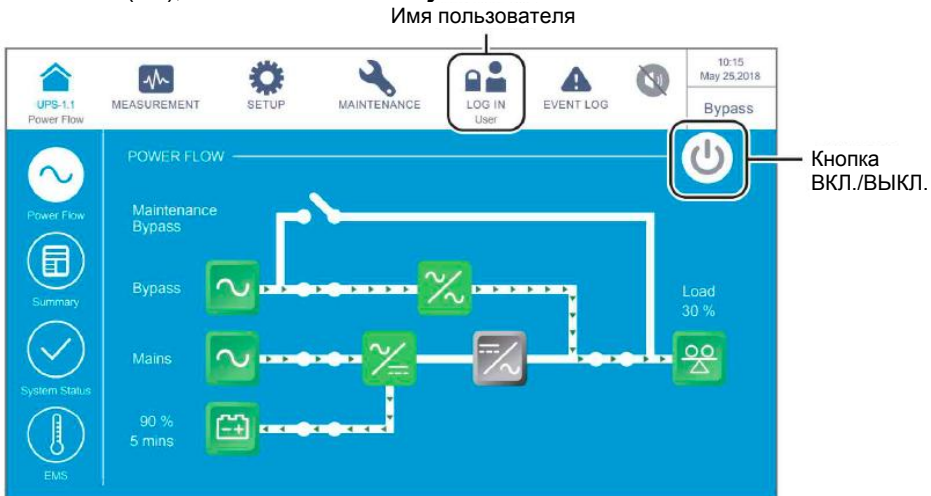 Имя пользователя
UPS-1.1
Power Flow
MEASUREMENT
SETUP
MAINTENANCE
LOG IN
User
EVENT LOG
10:15
May 25,2018
Bypass
Кнопка
ВКЛ./ВЫКЛ.
POWER FLOW
Power Flow
Summary
System Status
EMS
Maintenance
Bypass
Bypass
Mains
90 %
5 mins
Load
30 %